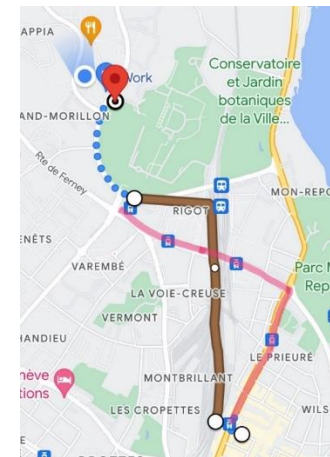 APPIA
Work
Conservatoire
et Jardin
botaniques
de la Ville...
AND-MORILLON
Rte de Ferney
RIGOT
MON-REPO
ENÊTS
VAREMBÉ
Parc M
Rep
LA VOIE-CREUSE
VERMONT
HANDIEU
LE PRIEURÉ
nève
tions
MONTBRILLANT
LES CROPETTES
WILS